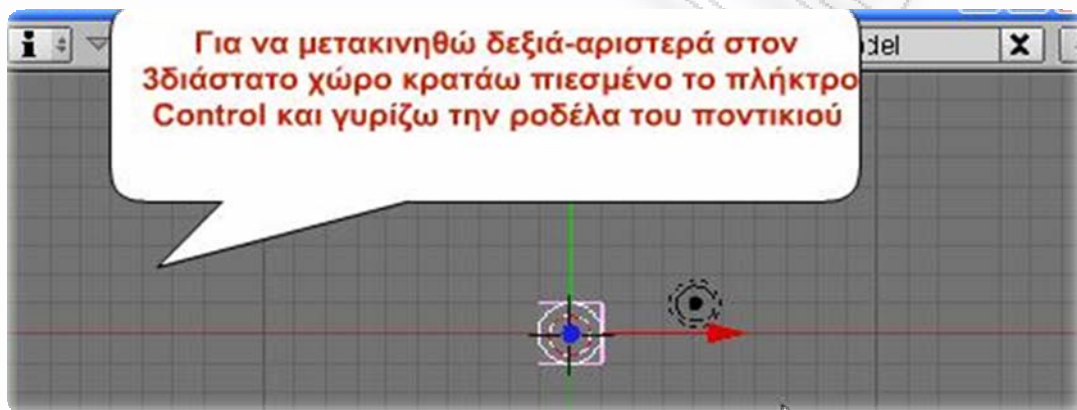 Για να μετακινηθώ δεξιά-αριστερά στον
3διάστατο χώρο κρατάω πιεσμένο το πλήκτρο
Control και γυρίζω την ροδέλα του ποντικιού